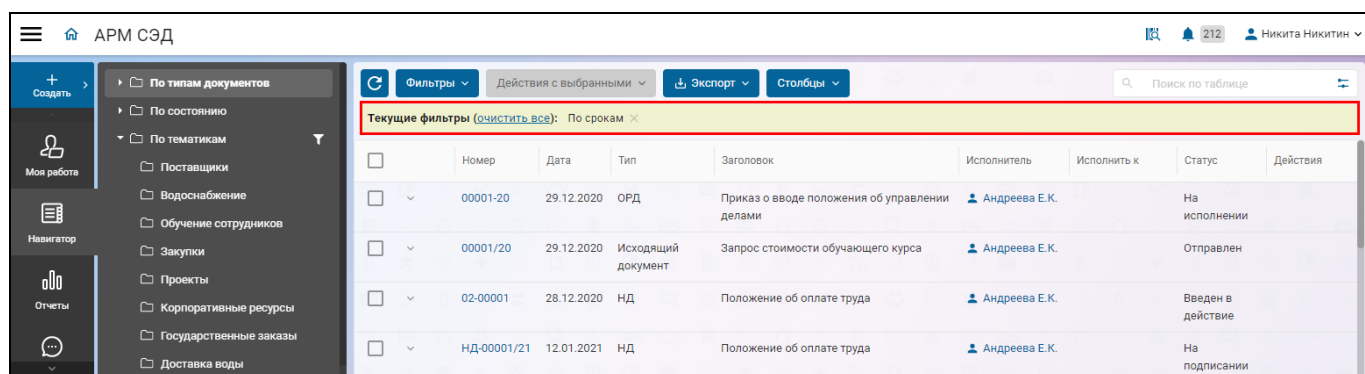 АРМ СЭД
212
Никита Никитин
Создать
По типам документов
По состоянию
По тематикам
Поставщики
Водоснабжение
Обучение сотрудников
Закупки
Проекты
Корпоративные ресурсы
Государственные заказы
Доставка воды
Моя работа
Навигатор
Отчеты
Фильтры
Действия с выбранными
Экспорт
Столбцы
Поиск по таблице
Текущие фильтры (очистить все): По срокам
Номер Дата Тип Заголовок Исполнитель Исполнить к Статус Действия
00001-20 29.12.2020 ОРД Приказ о вводе положения об управлении Андреева Е.К. На
делами исполнении
00001/20 29.12.2020 Исходящий Запрос стоимости обучающего курса Андреева Е.К. Отправлен
документ
02-00001 28.12.2020 НД Положение об оплате труда Андреева Е.К. Введен в
действие
НД-00001/21 12.01.2021 НД Положение об оплате труда Андреева Е.К. На
подписании